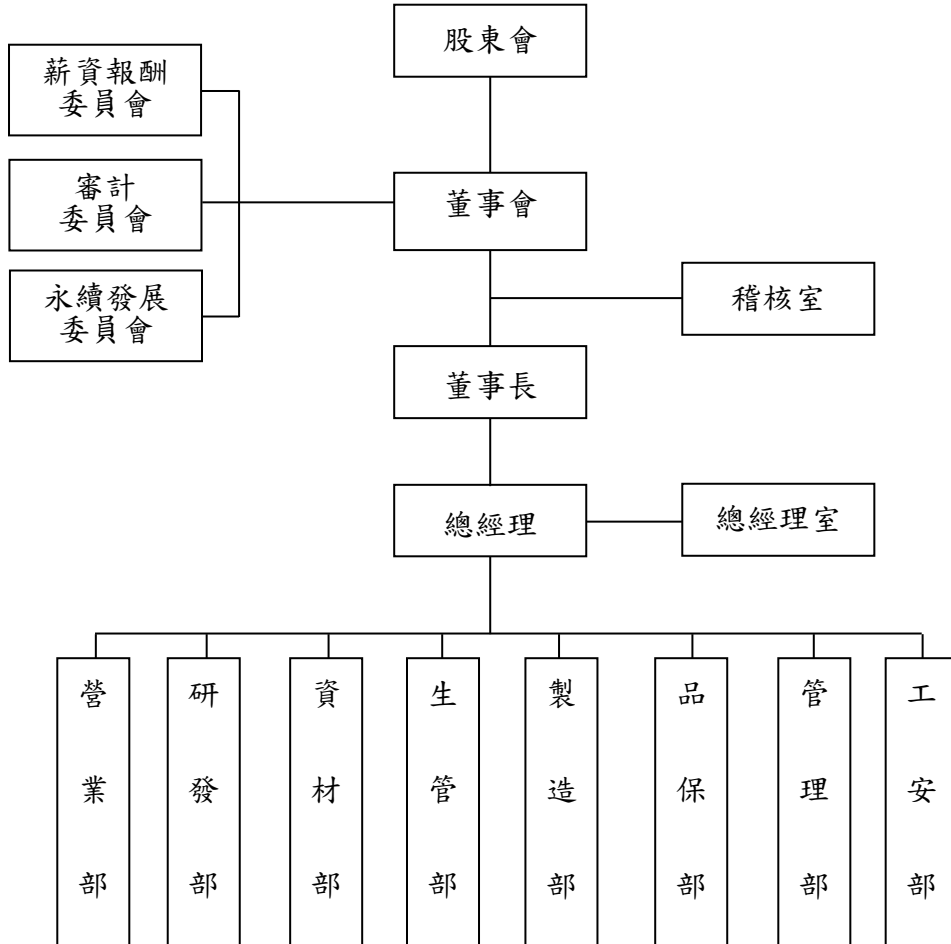 股東會
薪資報酬
委員會
審計
委員會
董事會
永續發展
委員會
稽核室
董事長
總經理
總經理室
營業部
研發部
資材部
生管部
製造部
品保部
管理部
工安部